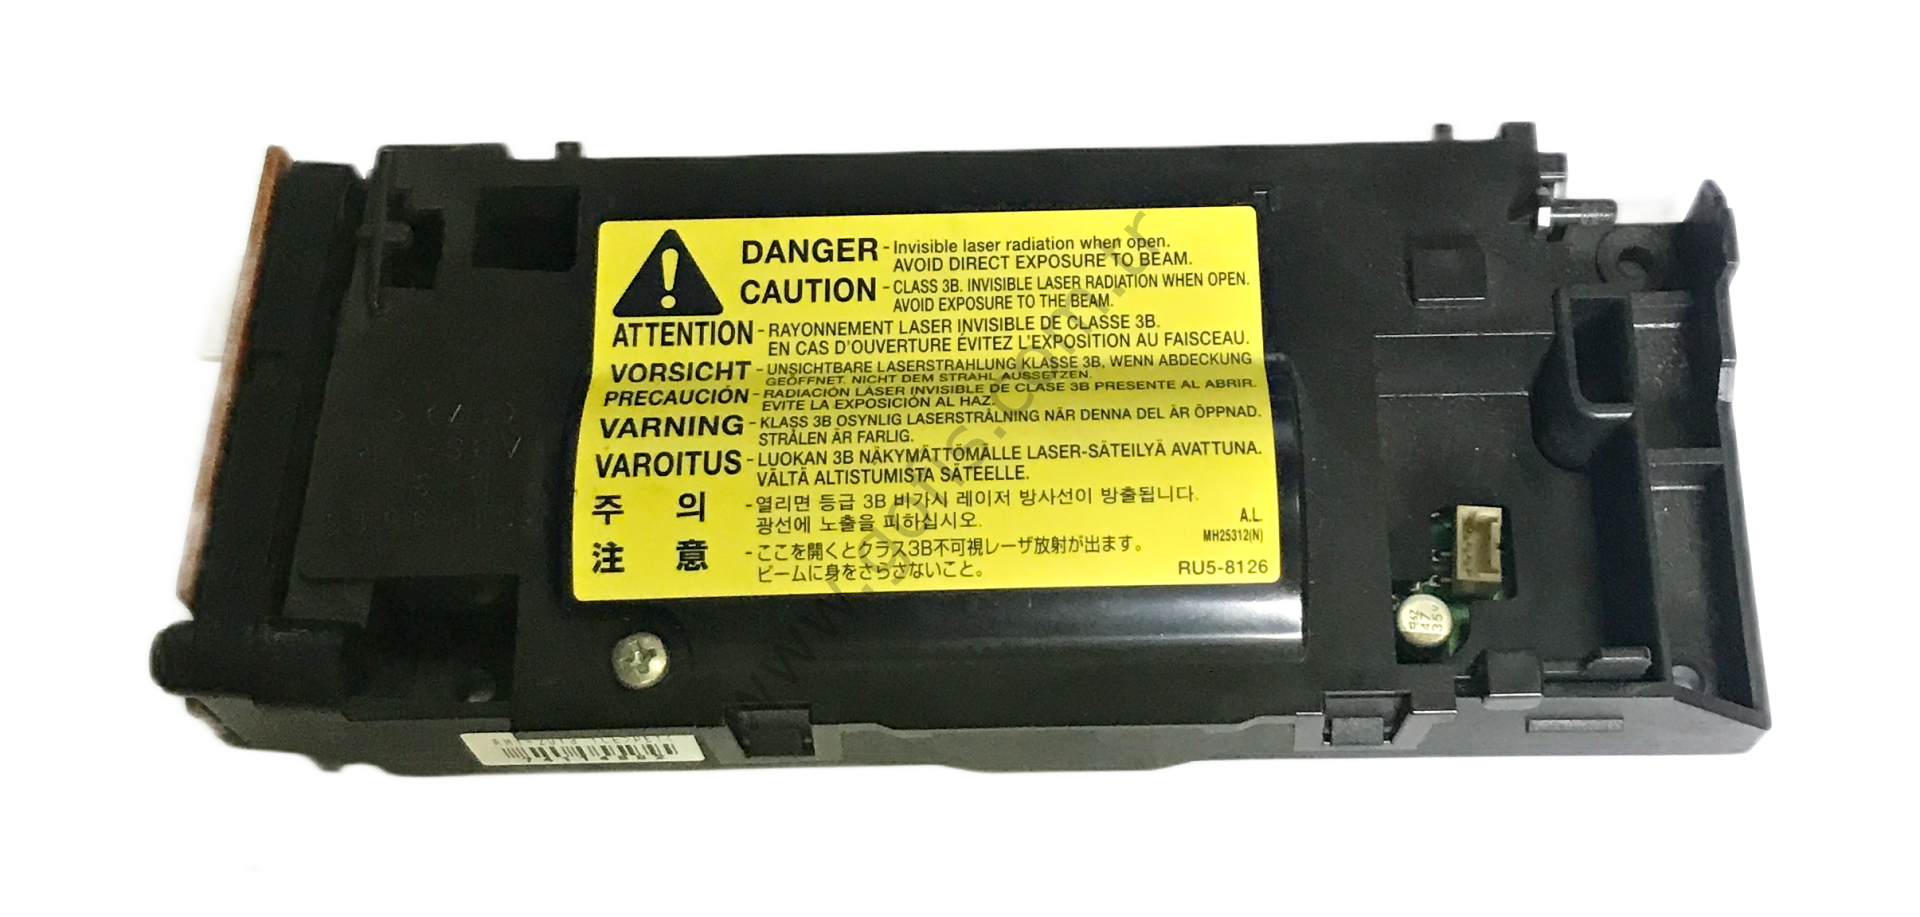 DANGER - Invisible laser radiation when open.
AVOID DIRECT EXPOSURE TO BEAM.
CAUTION - CLASS 3B. INVISIBLE LASER RADIATION WHEN OPEN.
AVOID EXPOSURE TO THE BEAM.
ATTENTION - RAYONNEMENT LASER INVISIBLE DE CLASSE 3B.
EN CAS D'OUVERTURE ÉVITEZ L'EXPOSITION AU FAISCEAU.
VORSICHT - UNSICHTBARE LASERSTRAHLUNG KLASSE 3B, WENN ABDECKUNG
GEÖFFNET. NICHT DEM STRAHL AUSSETZEN.
PRECAUCIÓN - RADIACIÓN LÁSER INVISIBLE DE CLASE 3B PRESENTE AL ABRIR.
EVITE LA EXPOSICIÓN AL HAZ.
VARNING - KLASS 3B OSYNLIG LASERSTRÅLNING NÄR DENNA DEL ÄR ÖPPNAD.
STRÅLEN ÄR FARLIG.
VAROITUS - LUOKAN 3B NÄKYMÄTTÖMÄLLE LASER-SÄTEILYÄ AVATTUNA.
VÄLTÄ ALTISTUMISTA SÄTEELLE.
주 의 - 열리면 등급 3B 비가시 레이저 방사선이 방출됩니다.
광선에 노출을 피하십시오.
注 意 - ここを開くとクラス3B不可視レーザ放射が出ます。
ビームに身をさらさないこと。
A.L.
MH25312(N)
RU5-8126
47
35V